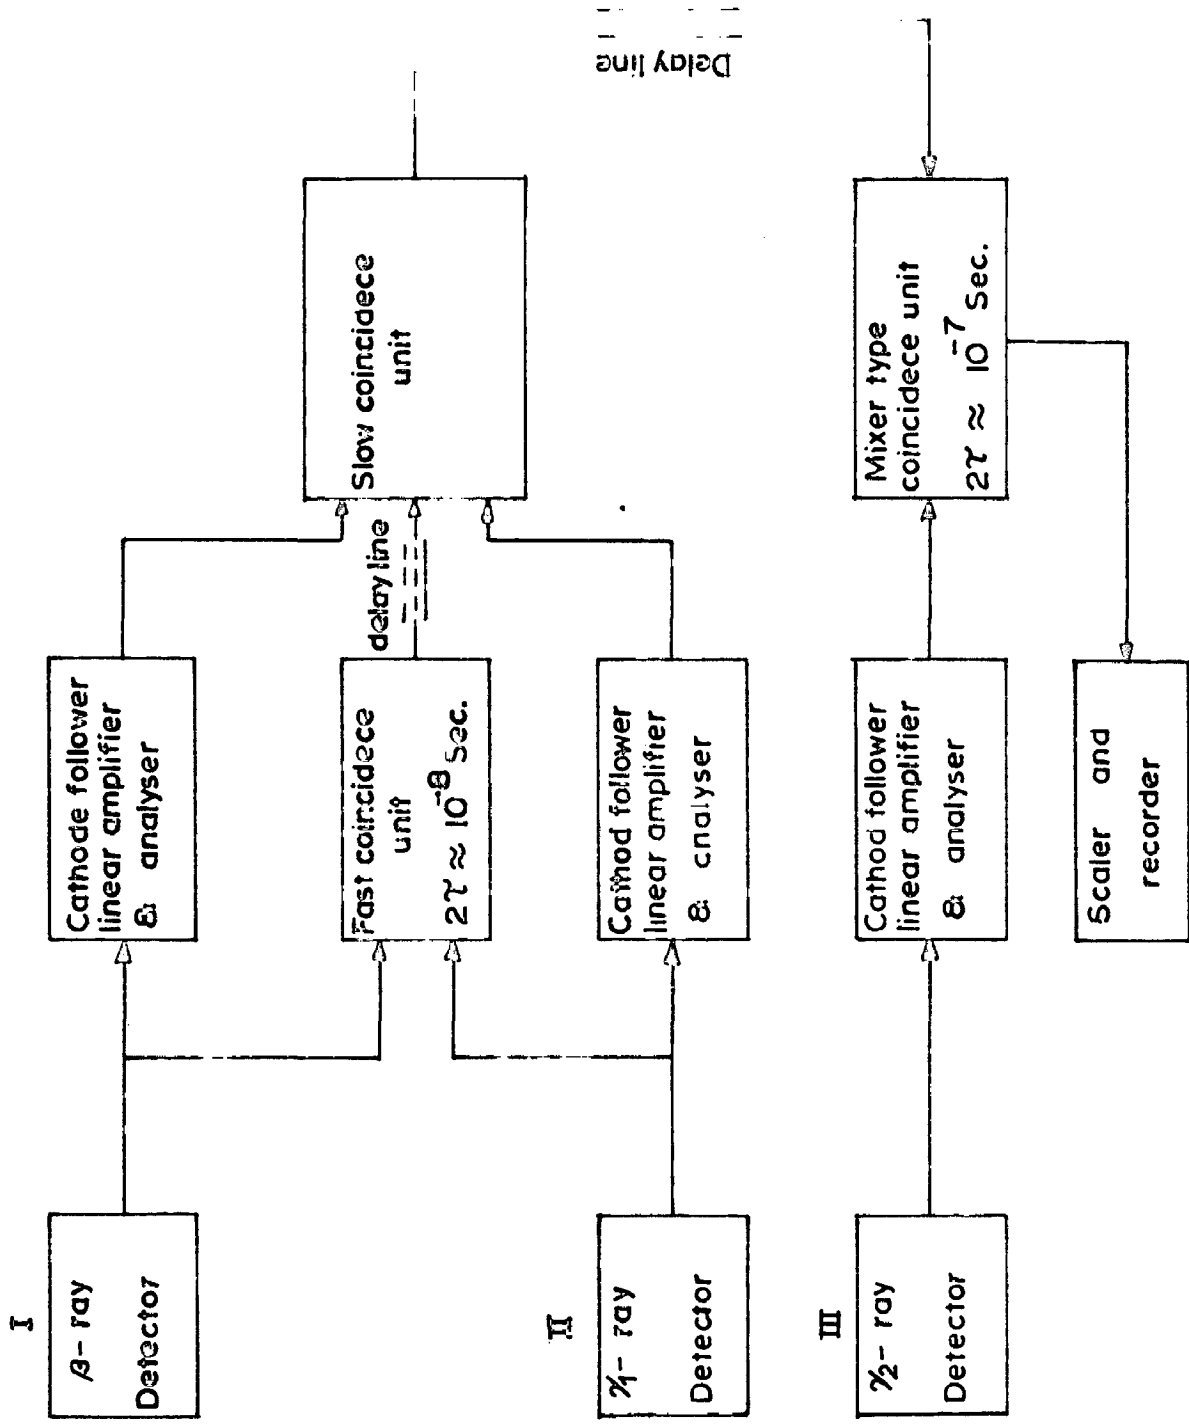 I
β- ray
Detector
Cathode follower
linear amplifier
& analyser
Fast coincidece
unit
2τ ≈ 10⁻⁸ Sec.
delay line
Slow coincidece
unit
Delay line
II
γ₁- ray
Detector
Cathod follower
linear amplifier
& analyser
III
γ₂- ray
Detector
Cathod follower
linear amplifier
& analyser
Mixer type
coincidece unit
2τ ≈ 10⁻⁷ Sec.
Scaler and
recorder